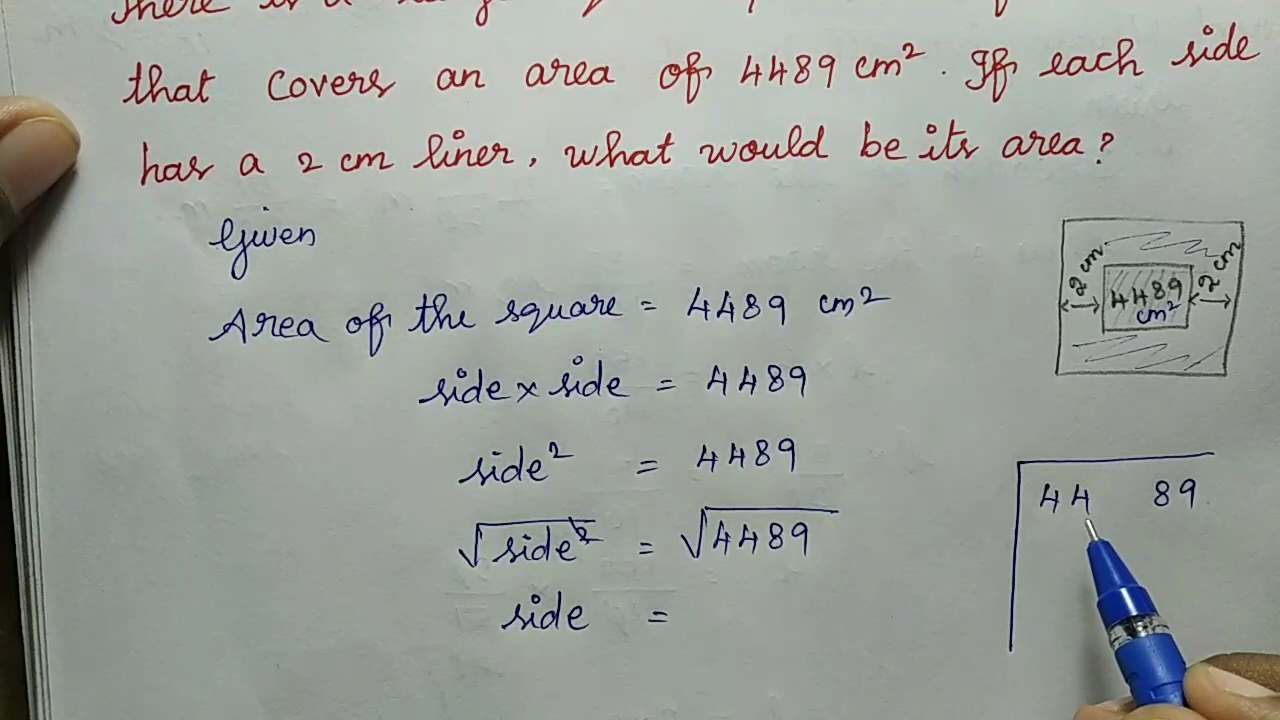 There is a
that covers an area of 4489 cm². If each side
has a 2 cm liner, what would be its area?
Given
Area of the square = 4489 cm²
side × side = 4489
side² = 4489
√side² = √4489
side =
2 cm
4489
cm²
2 cm
44 89